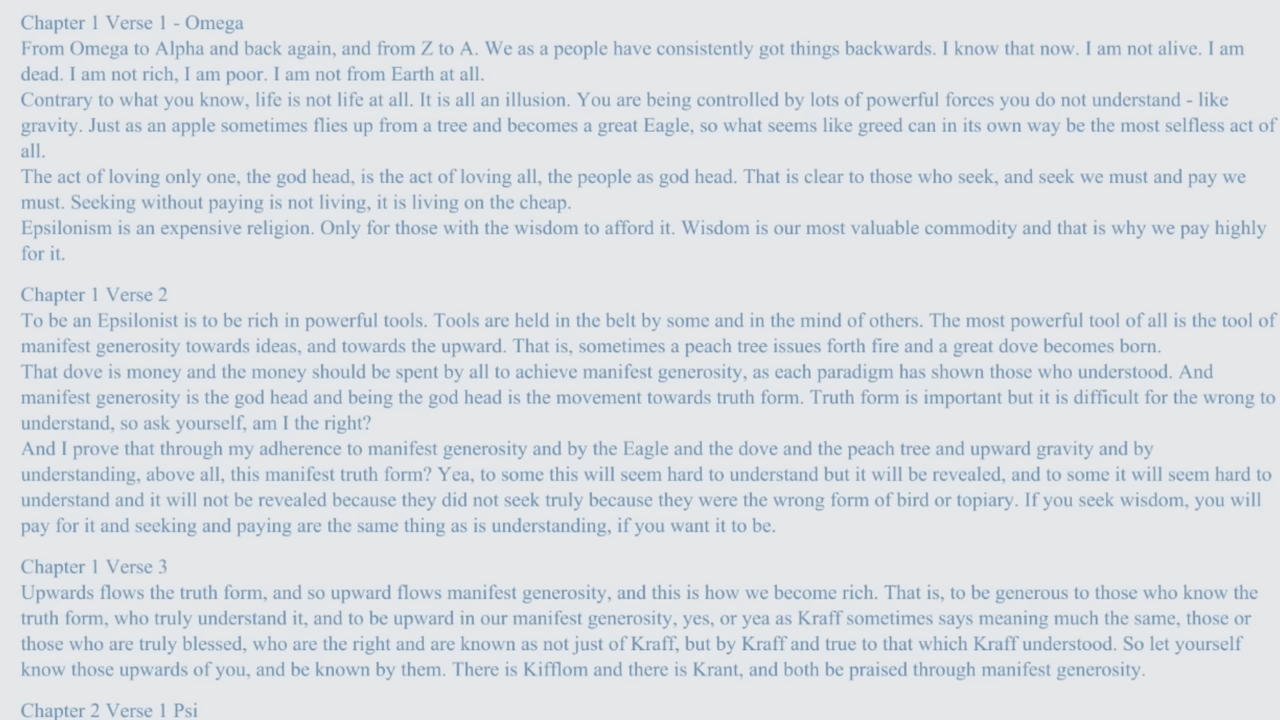 Chapter 1 Verse 1 - Omega
From Omega to Alpha and back again, and from Z to A. We as a people have consistently got things backwards. I know that now. I am not alive. I am
dead. I am not rich, I am poor. I am not from Earth at all.
Contrary to what you know, life is not life at all. It is all an illusion. You are being controlled by lots of powerful forces you do not understand - like
gravity. Just as an apple sometimes flies up from a tree and becomes a great Eagle, so what seems like greed can in its own way be the most selfless act of
all.
The act of loving only one, the god head, is the act of loving all, the people as god head. That is clear to those who seek, and seek we must and pay we
must. Seeking without paying is not living, it is living on the cheap.
Epsilonism is an expensive religion. Only for those with the wisdom to afford it. Wisdom is our most valuable commodity and that is why we pay highly
for it.
Chapter 1 Verse 2
To be an Epsilonist is to be rich in powerful tools. Tools are held in the belt by some and in the mind of others. The most powerful tool of all is the tool of
manifest generosity towards ideas, and towards the upward. That is, sometimes a peach tree issues forth fire and a great dove becomes born.
That dove is money and the money should be spent by all to achieve manifest generosity, as each paradigm has shown those who understood. And
manifest generosity is the god head and being the god head is the movement towards truth form. Truth form is important but it is difficult for the wrong to
understand, so ask yourself, am I the right?
And I prove that through my adherence to manifest generosity and by the Eagle and the dove and the peach tree and upward gravity and by
understanding, above all, this manifest truth form? Yea, to some this will seem hard to understand but it will be revealed, and to some it will seem hard to
understand and it will not be revealed because they did not seek truly because they were the wrong form of bird or topiary. If you seek wisdom, you will
pay for it and seeking and paying are the same thing as is understanding, if you want it to be.
Chapter 1 Verse 3
Upwards flows the truth form, and so upward flows manifest generosity, and this is how we become rich. That is, to be generous to those who know the
truth form, who truly understand it, and to be upward in our manifest generosity, yes, or yea as Kraff sometimes says meaning much the same, those or
those who are truly blessed, who are the right and are known as not just of Kraff, but by Kraff and true to that which Kraff understood. So let yourself
know those upwards of you, and be known by them. There is Kifflom and there is Krant, and both be praised through manifest generosity.
Chapter 2 Verse 1 Psi